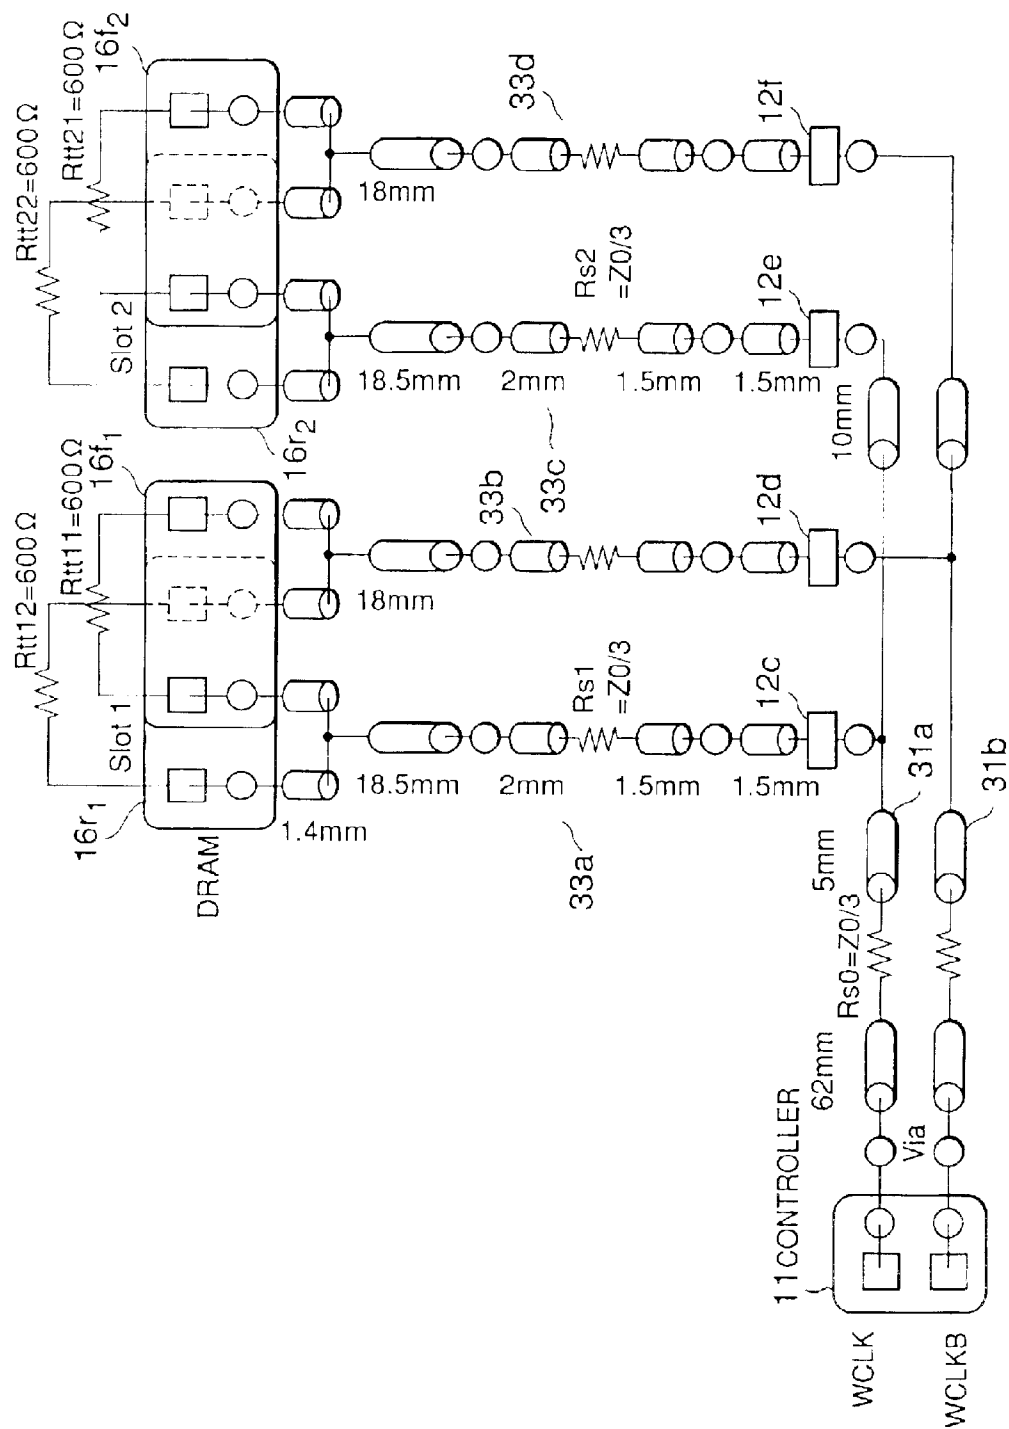 Rtt22=600Ω
Rtt21=600Ω
16f2
Slot 2
16r2
33d
18mm
12f
Rs2
=Z0/3
12e
18.5mm
2mm
1.5mm
1.5mm
33c
10mm
Rtt12=600Ω
Rtt11=600Ω
16f1
Slot 1
16r1
DRAM
1.4mm
33b
18mm
12d
Rs1
=Z0/3
12c
18.5mm
2mm
1.5mm
1.5mm
33a
31a
31b
5mm
Rs0=Z0/3
62mm
Via
11CONTROLLER
WCLK
WCLKB